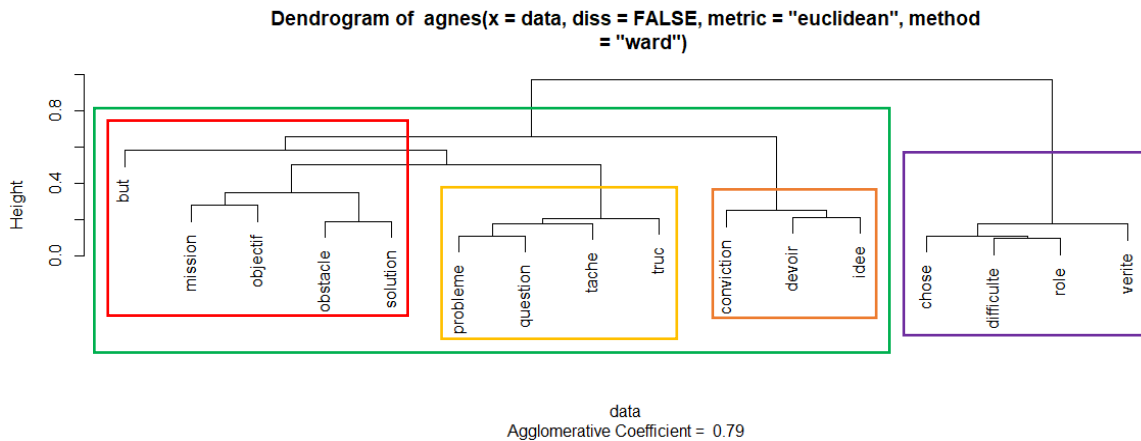 Dendrogram of agnes(x = data, diss = FALSE, metric = "euclidean", method
= "ward")
Height
0.8
0.4
0.0
but
mission
objectif
obstacle
solution
probleme
question
tache
truc
conviction
devoir
idee
chose
difficulte
role
verite
data
Agglomerative Coefficient = 0.79